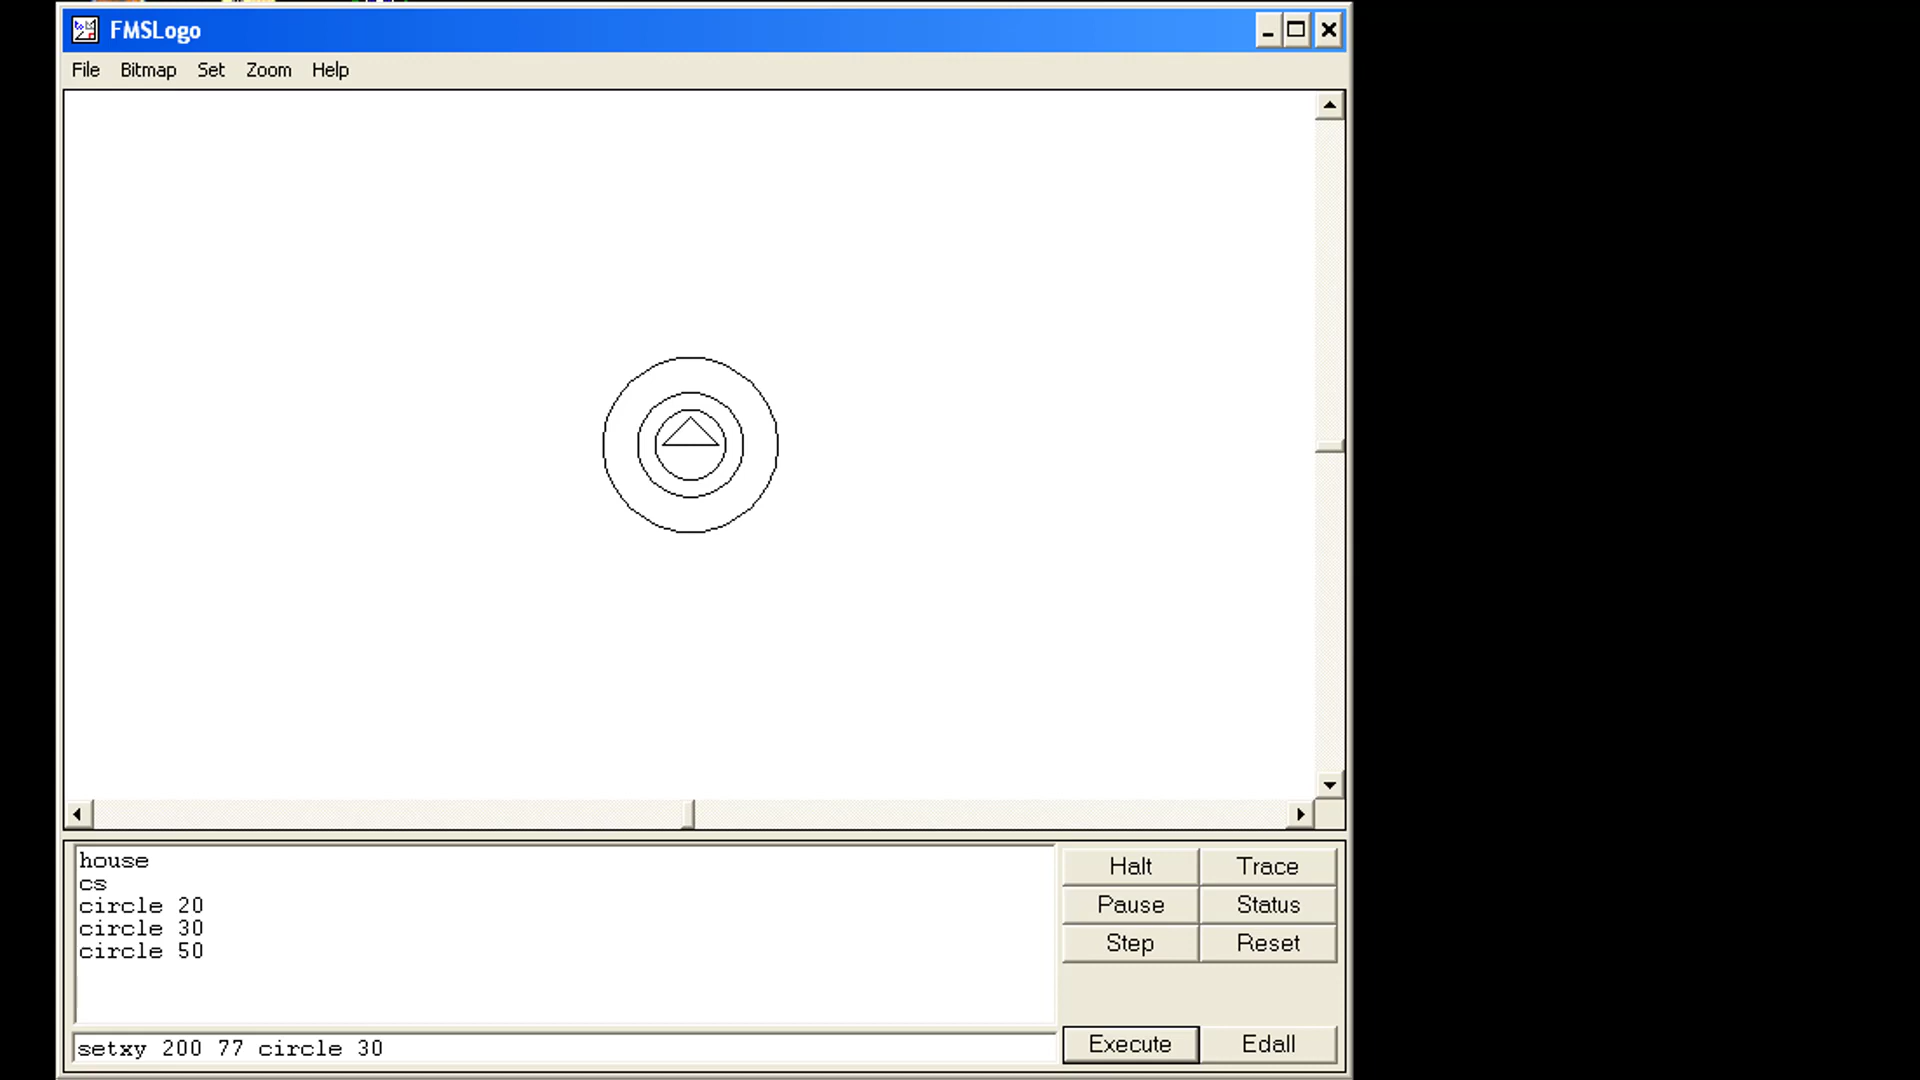 FMSLogo
File Bitmap Set Zoom Help
house
cs
circle 20
circle 30
circle 50
Halt Trace
Pause Status
Step Reset
setxy 200 77 circle 30
Execute Edall